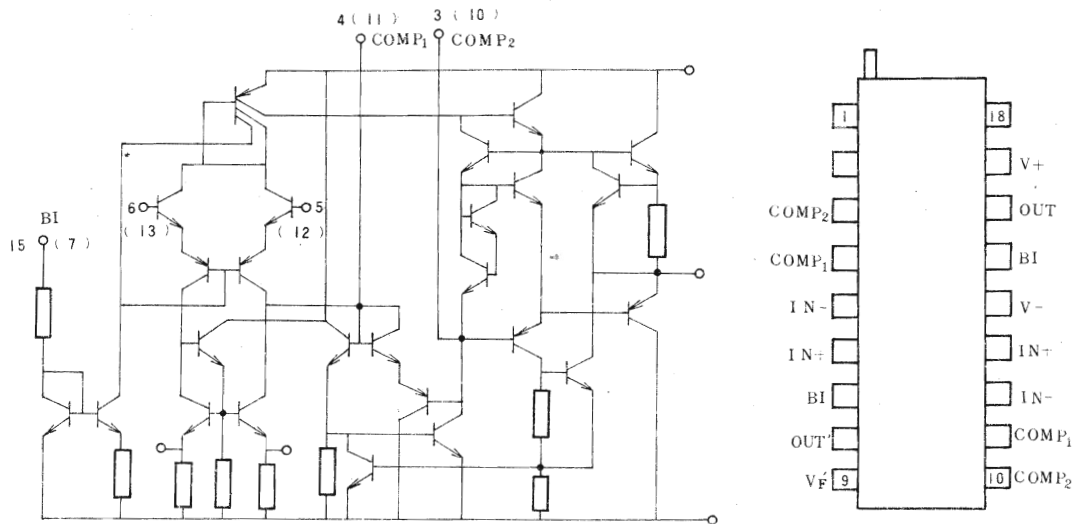 4 ( 11 )
3 ( 10 )
COMP1
COMP2
6
( 13 )
5
( 12 )
BI
15 ( 7 )
1
18
V+
COMP2
OUT
COMP1
BI
IN-
V-
IN+
IN+
BI
IN-
OUT'
COMP1
VF'
9
10
COMP2